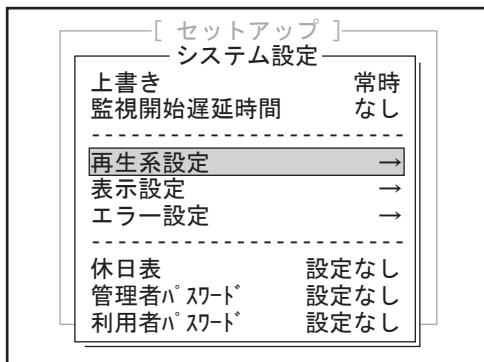 [ セットアップ ]
システム設定
上書き 常時
監視開始遅延時間 なし
------------------------
再生系設定 →
表示設定 →
エラー設定 →
------------------------
休日表 設定なし
管理者ﾊﾟｽﾜｰﾄﾞ 設定なし
利用者ﾊﾟｽﾜｰﾄﾞ 設定なし